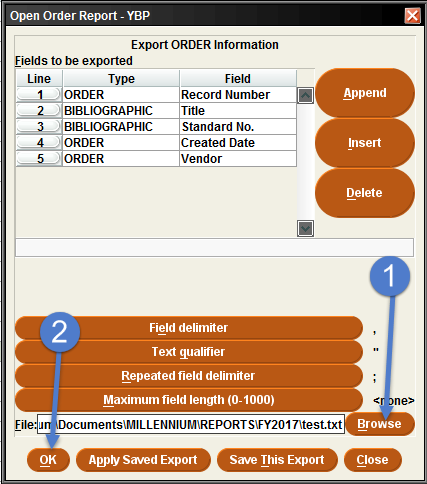 Open Order Report - YBP
Export ORDER Information
Fields to be exported
Line Type Field
1 ORDER Record Number
2 BIBLIOGRAPHIC Title
3 BIBLIOGRAPHIC Standard No.
4 ORDER Created Date
5 ORDER Vendor
Append
Insert
Delete
1
2
Field delimiter ,
Text qualifier "
Repeated field delimiter ;
Maximum field length (0-1000) <none>
File: um\Documents\MILLENNIUM\REPORTS\FY2017\test.txt Browse
OK Apply Saved Export Save This Export Close